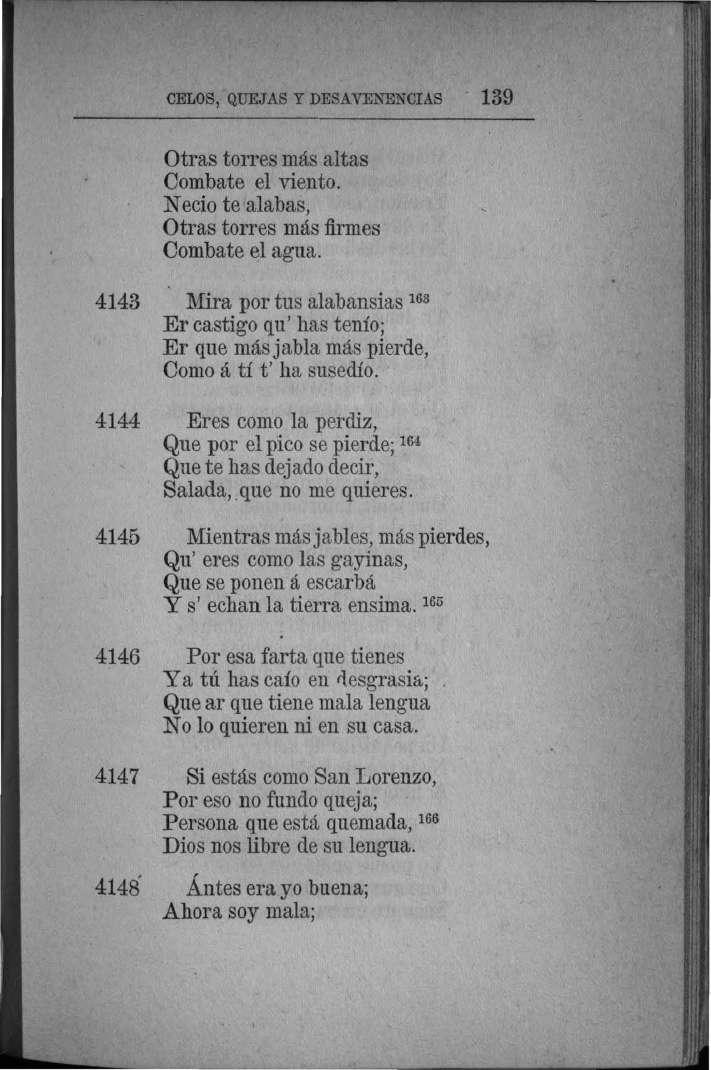 CELOS, QUEJAS Y DESAVENENCIAS 139
Otras torres más altas
Combate el viento.
Necio te alabas,
Otras torres más firmes
Combate el agua.
4143 Mira por tus alabansias 163
Er castigo qu' has tenío;
Er que más jabla más pierde,
Como á tí t' ha susedío.
4144 Eres como la perdiz,
Que por el pico se pierde; 164
Que te has dejado decir,
Salada, que no me quieres.
4145 Mientras más jables, más pierdes,
Qu' eres como las gayinas,
Que se ponen á escarbá
Y s' echan la tierra ensima. 165
4146 Por esa farta que tienes
Ya tú has caío en desgrasia;
Que ar que tiene mala lengua
No lo quieren ni en su casa.
4147 Si estás como San Lorenzo,
Por eso no fundo queja;
Persona que está quemada, 166
Dios nos libre de su lengua.
4148 Ántes era yo buena;
Ahora soy mala;